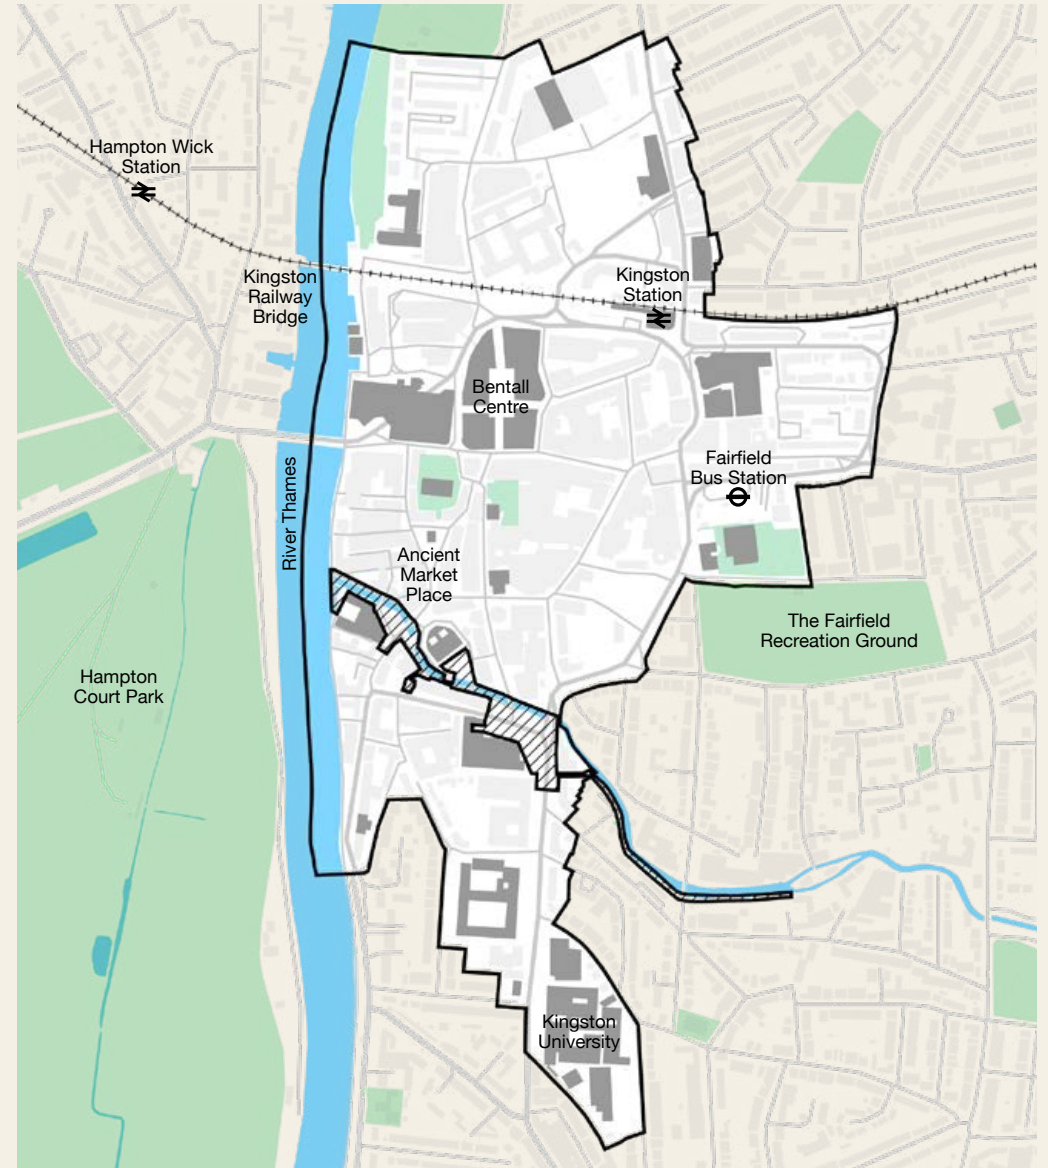 Hampton Wick
Station
Kingston
Railway
Bridge
Kingston
Station
Bentall
Centre
Fairfield
Bus Station
River Thames
Ancient
Market
Place
The Fairfield
Recreation Ground
Hampton
Court Park
Kingston
University